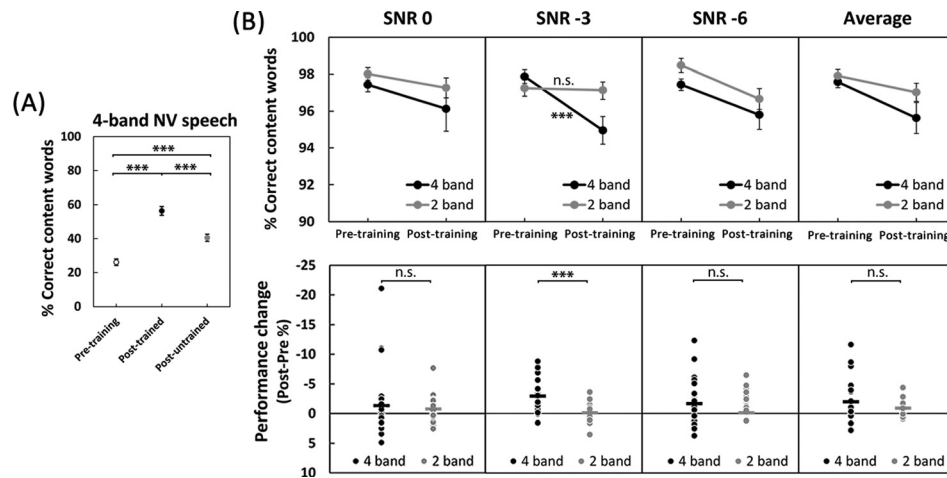 (A)
4-band NV speech
% Correct content words
100
80
60
40
20
0
***
*** ***
Pre-training Post-trained Post-untrained
(B)
SNR 0 SNR -3 SNR -6 Average
% Correct content words
98
96
94
92
90
n.s.
***
4 band 4 band 4 band 4 band
2 band 2 band 2 band 2 band
Pre-training Post-training Pre-training Post-training Pre-training Post-training Pre-training Post-training
Performance change
(Post-Pre %)
-25
-20
-15
-10
-5
0
5
10
n.s. *** n.s. n.s.
4 band 2 band 4 band 2 band 4 band 2 band 4 band 2 band